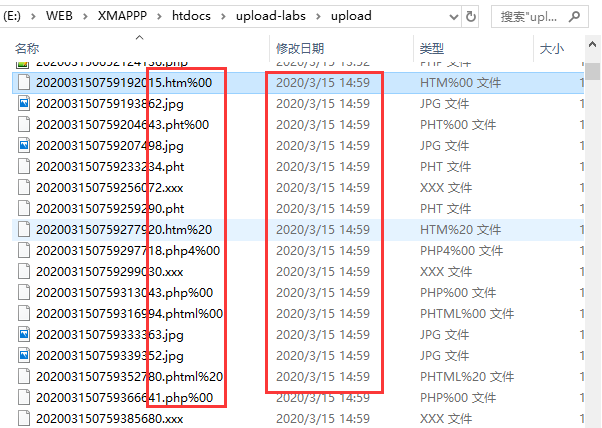 (E:) › WEB › XMAPPP › htdocs › upload-labs › upload 搜索"upl...
名称 修改日期 类型 大小
202003150759192015.htm%00 2020/3/15 14:59 HTM%00 文件 1
202003150759193862.jpg 2020/3/15 14:59 JPG 文件 1
202003150759204643.pht%00 2020/3/15 14:59 PHT%00 文件 1
202003150759207498.jpg 2020/3/15 14:59 JPG 文件 1
202003150759233234.pht 2020/3/15 14:59 PHT 文件 1
202003150759256072.xxx 2020/3/15 14:59 XXX 文件 1
202003150759259290.pht 2020/3/15 14:59 PHT 文件 1
202003150759277920.htm%20 2020/3/15 14:59 HTM%20 文件 1
202003150759297718.php4%00 2020/3/15 14:59 PHP4%00 文件 1
202003150759299030.xxx 2020/3/15 14:59 XXX 文件 1
202003150759313043.php%00 2020/3/15 14:59 PHP%00 文件 1
202003150759316994.phtml%00 2020/3/15 14:59 PHTML%00 文件 1
202003150759333363.jpg 2020/3/15 14:59 JPG 文件 1
202003150759339352.jpg 2020/3/15 14:59 JPG 文件 1
202003150759352780.phtml%20 2020/3/15 14:59 PHTML%20 文件 1
202003150759366641.php%00 2020/3/15 14:59 PHP%00 文件 1
202003150759385680.xxx 2020/3/15 14:59 XXX 文件 1